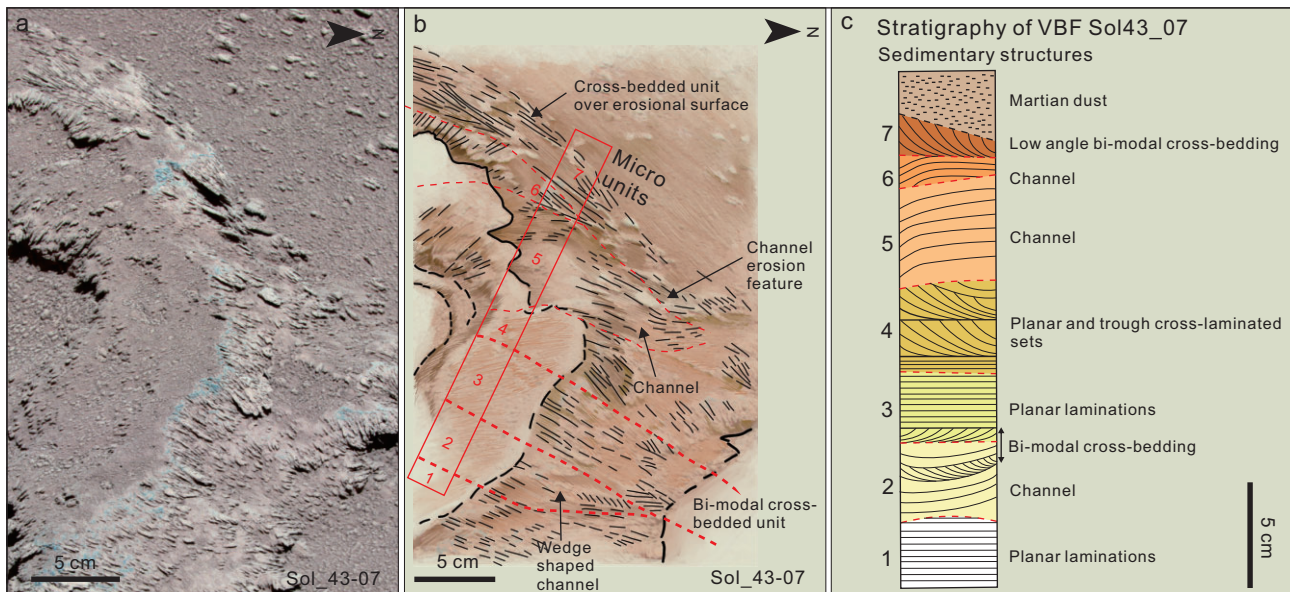 a
N
5 cm
Sol_43-07
b
N
Cross-bedded unit
over erosional surface
Micro
units
7
6
5
4
3
2
1
Channel
erosion
feature
Channel
Bi-modal cross-
bedded unit
Wedge
shaped
channel
5 cm
Sol_43-07
c
Stratigraphy of VBF Sol43_07
Sedimentary structures
Martian dust
7
Low angle bi-modal cross-bedding
6
Channel
5
Channel
4
Planar and trough cross-laminated
sets
3
Planar laminations
Bi-modal cross-bedding
2
Channel
1
Planar laminations
5 cm